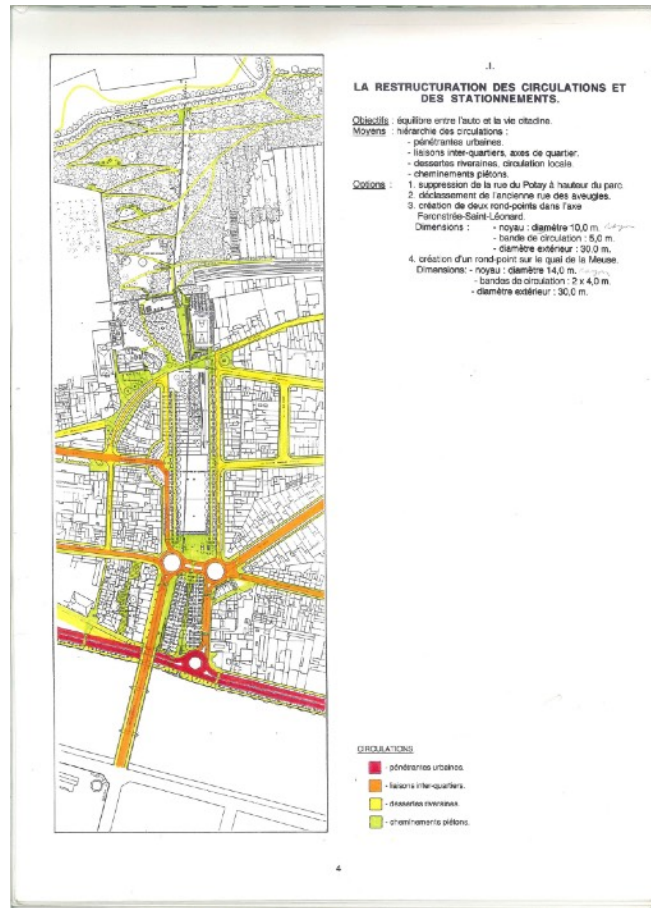 .I.
LA RESTRUCTURATION DES CIRCULATIONS ET
DES STATIONNEMENTS.
Objectifs : équilibre entre l'auto et la vie citadine.
Moyens : hiérarchie des circulations :
- pénétrantes urbaines.
- liaisons inter-quartiers, axes de quartier.
- dessertes riveraines, circulation locale.
- cheminements piétons.
Options : 1. suppression de la rue du Potay à hauteur du parc.
2. déclassement de l'ancienne rue des aveugles.
3. création de deux rond-points dans l'axe
Feronstrée-Saint-Léonard.
Dimensions : - noyau : diamètre 10,0 m.
- bande de circulation : 5,0 m.
- diamètre extérieur : 30,0 m.
4. création d'un rond-point sur le quai de la Meuse.
Dimensions: - noyau : diamètre 14,0 m.
- bandes de circulation : 2 x 4,0 m.
- diamètre extérieur : 30,0 m.
CIRCULATIONS
- pénétrantes urbaines.
- liaisons inter-quartiers.
- dessertes riveraines.
- cheminements piétons.
4